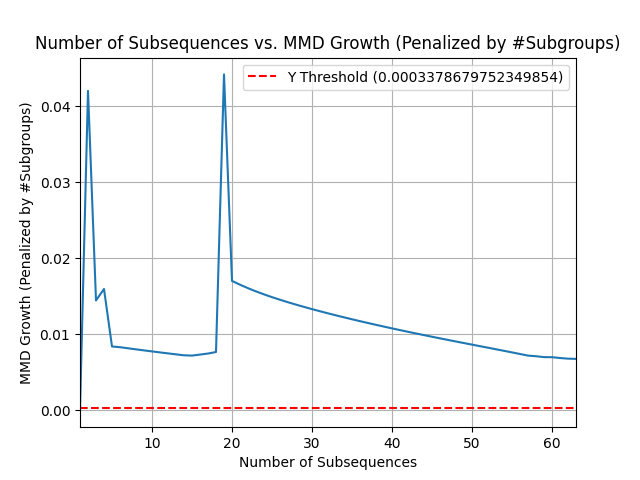 Number of Subsequences vs. MMD Growth (Penalized by #Subgroups)
Y Threshold (0.0003378679752349854)
MMD Growth (Penalized by #Subgroups)
0.04
0.03
0.02
0.01
0.00
10 20 30 40 50 60
Number of Subsequences